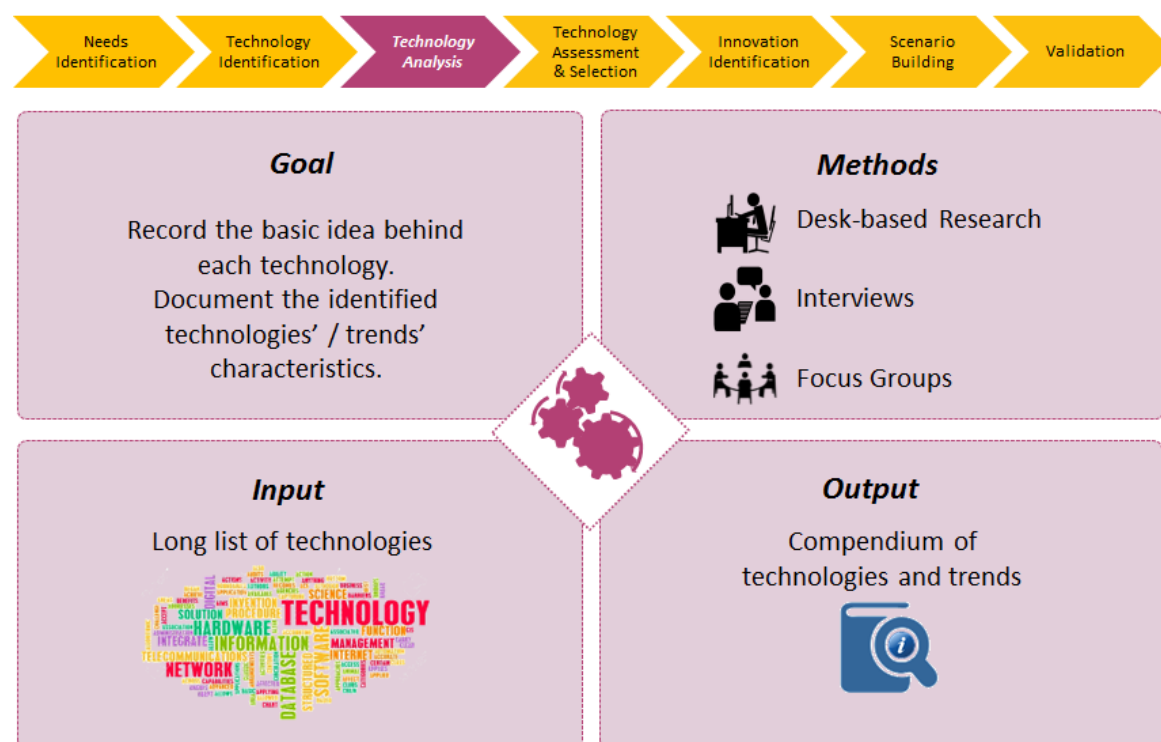 Needs
Identification
Technology
Identification
Technology
Analysis
Technology
Assessment
& Selection
Innovation
Identification
Scenario
Building
Validation
Goal
Record the basic idea behind
each technology.
Document the identified
technologies’ / trends’
characteristics.
Methods
Desk-based Research
Interviews
Focus Groups
Input
Long list of technologies
TECHNOLOGY
DIGITAL
SCIENCE
INVENTION
SOLUTION
HARDWARE
FUNCTION
INTEGRATE
INFORMATION
MANAGEMENT
INTERNET
TELECOMMUNICATIONS
NETWORK
DATABASE
STRUCTURED
SOFTWARE
Output
Compendium of
technologies and trends
i